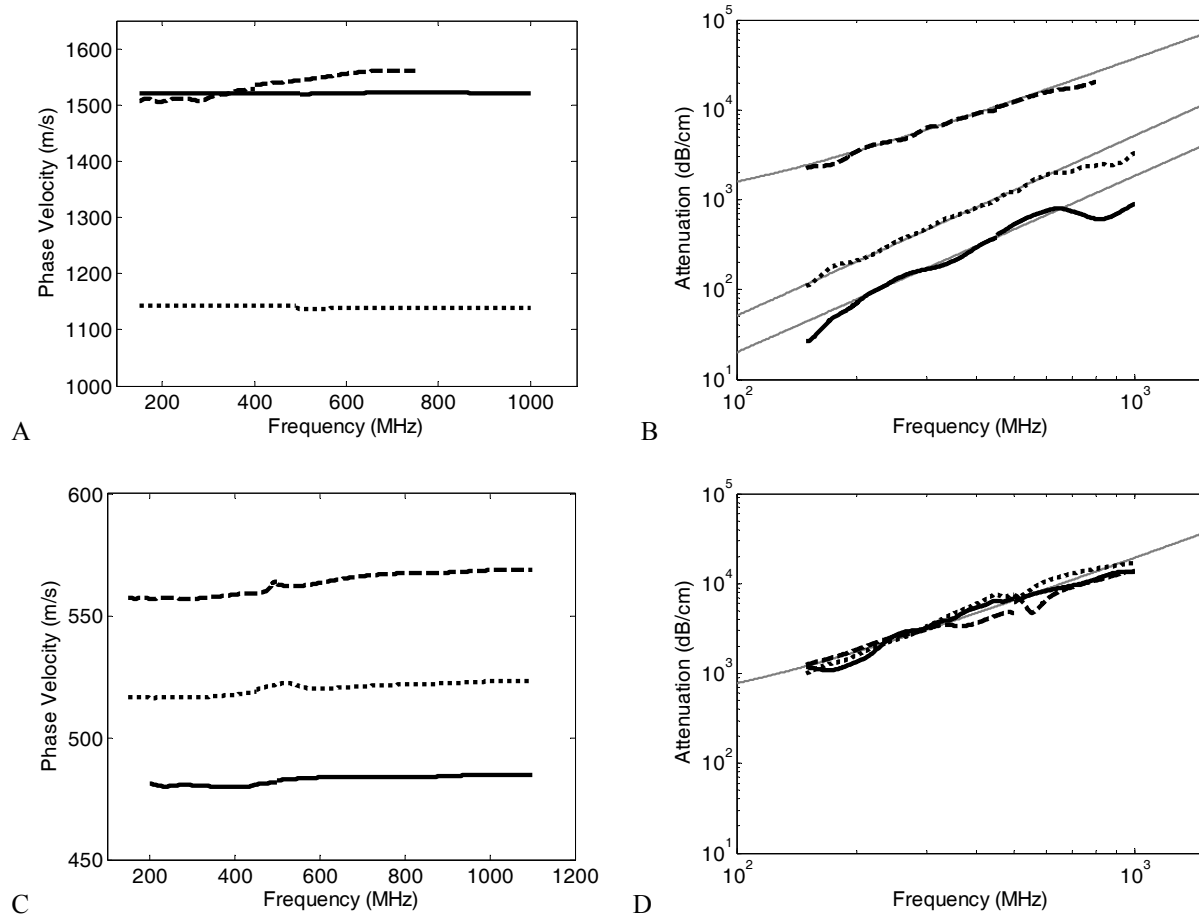 1600
1500
1400
1300
1200
1100
1000
200 400 600 800 1000
Phase Velocity (m/s)
Frequency (MHz)
A
10^5
10^4
10^3
10^2
10^1
10^2 10^3
Attenuation (dB/cm)
Frequency (MHz)
B
600
550
500
450
200 400 600 800 1000 1200
Phase Velocity (m/s)
Frequency (MHz)
C
10^5
10^4
10^3
10^2
10^1
10^2 10^3
Attenuation (dB/cm)
Frequency (MHz)
D